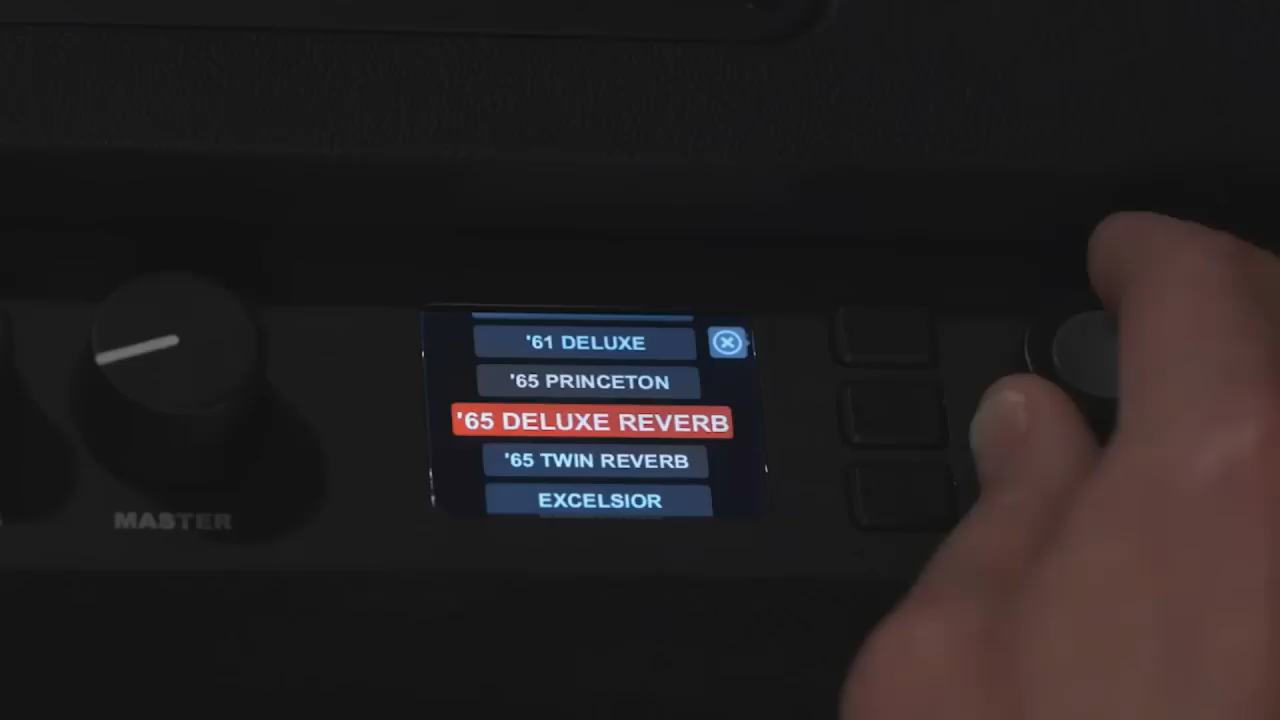 '61 DELUXE
'65 PRINCETON
'65 DELUXE REVERB
'65 TWIN REVERB
EXCELSIOR
MASTER